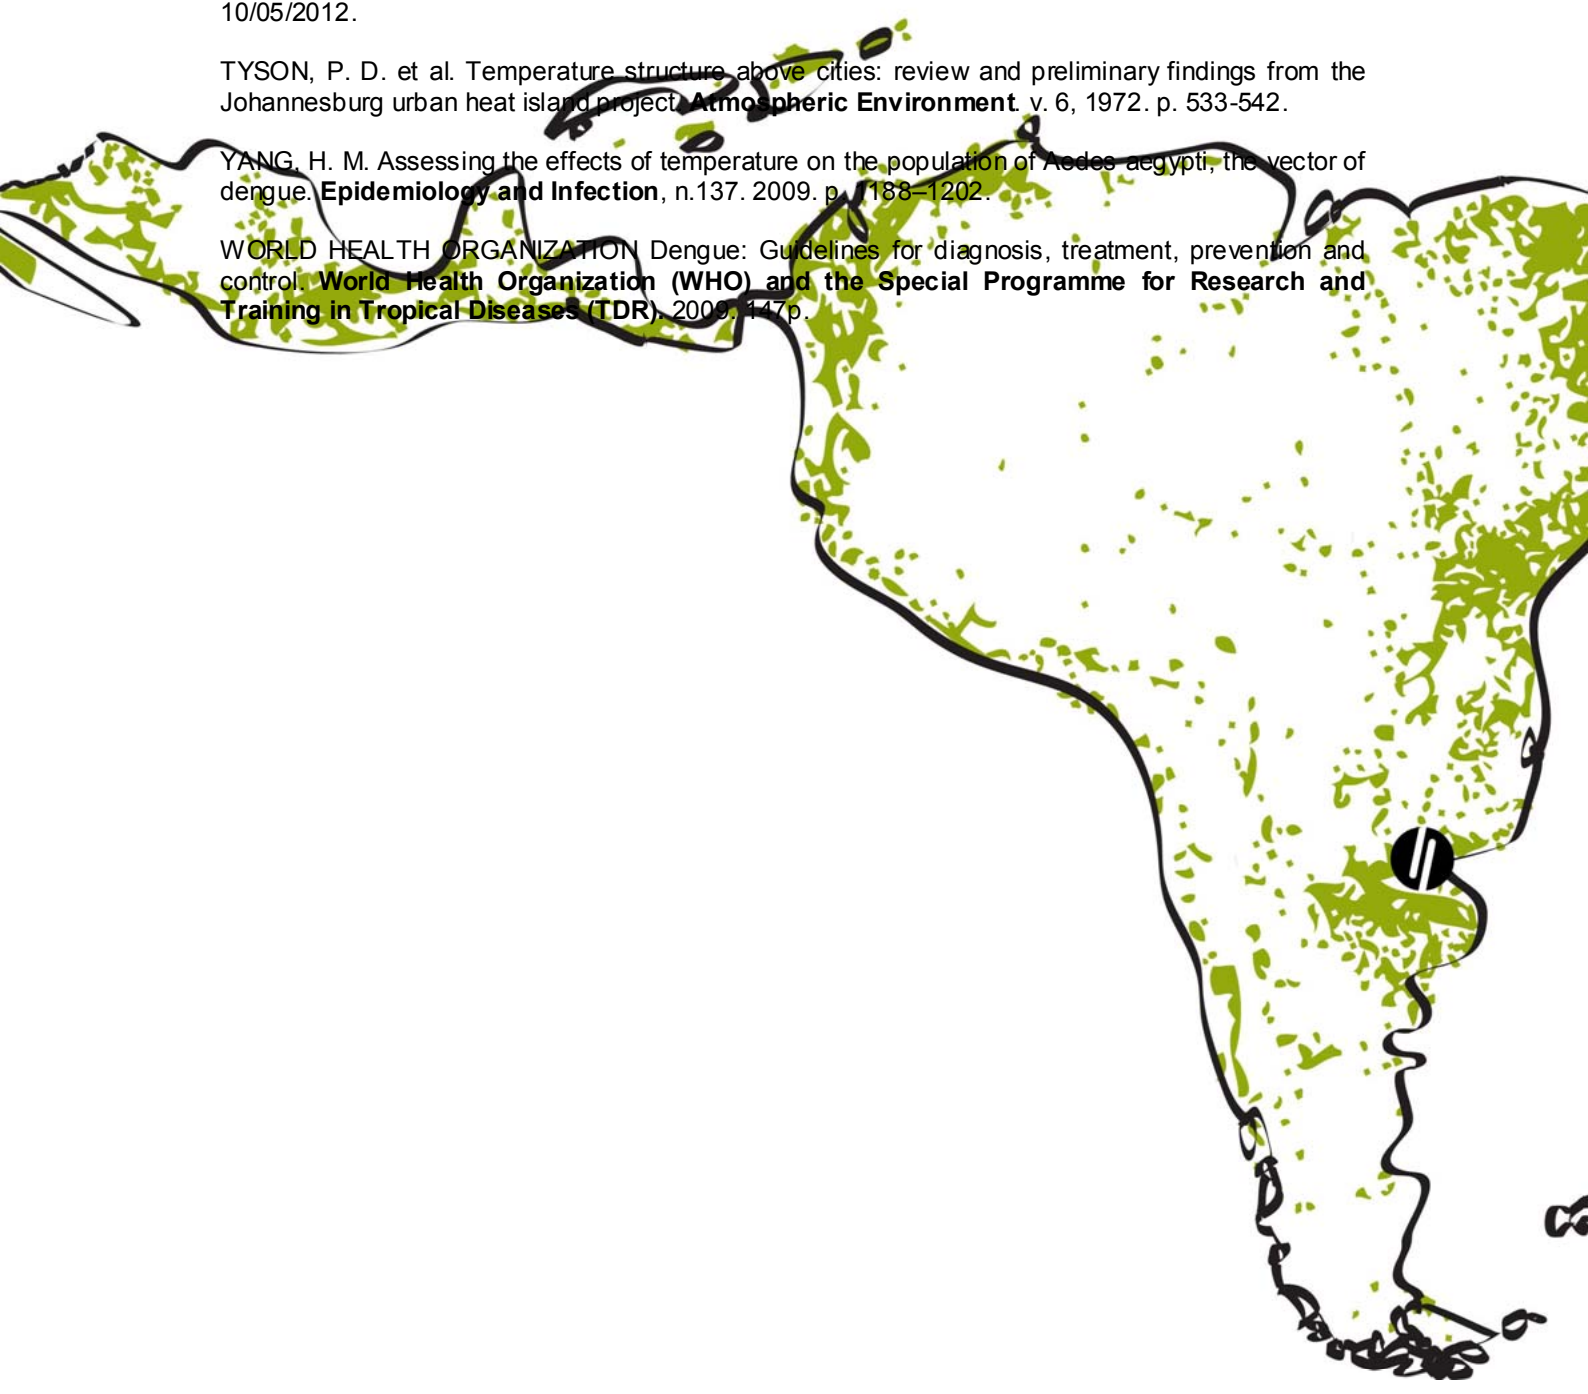 10/05/2012.
TYSON, P. D. et al. Temperature structure above cities: review and preliminary findings from the
Johannesburg urban heat island project. Atmospheric Environment. v. 6, 1972. p. 533-542.
YANG, H. M. Assessing the effects of temperature on the population of Aedes aegypti, the vector of
dengue. Epidemiology and Infection, n.137. 2009. p. 1188–1202.
WORLD HEALTH ORGANIZATION Dengue: Guidelines for diagnosis, treatment, prevention and
control. World Health Organization (WHO) and the Special Programme for Research and
Training in Tropical Diseases (TDR). 2009. 147p.